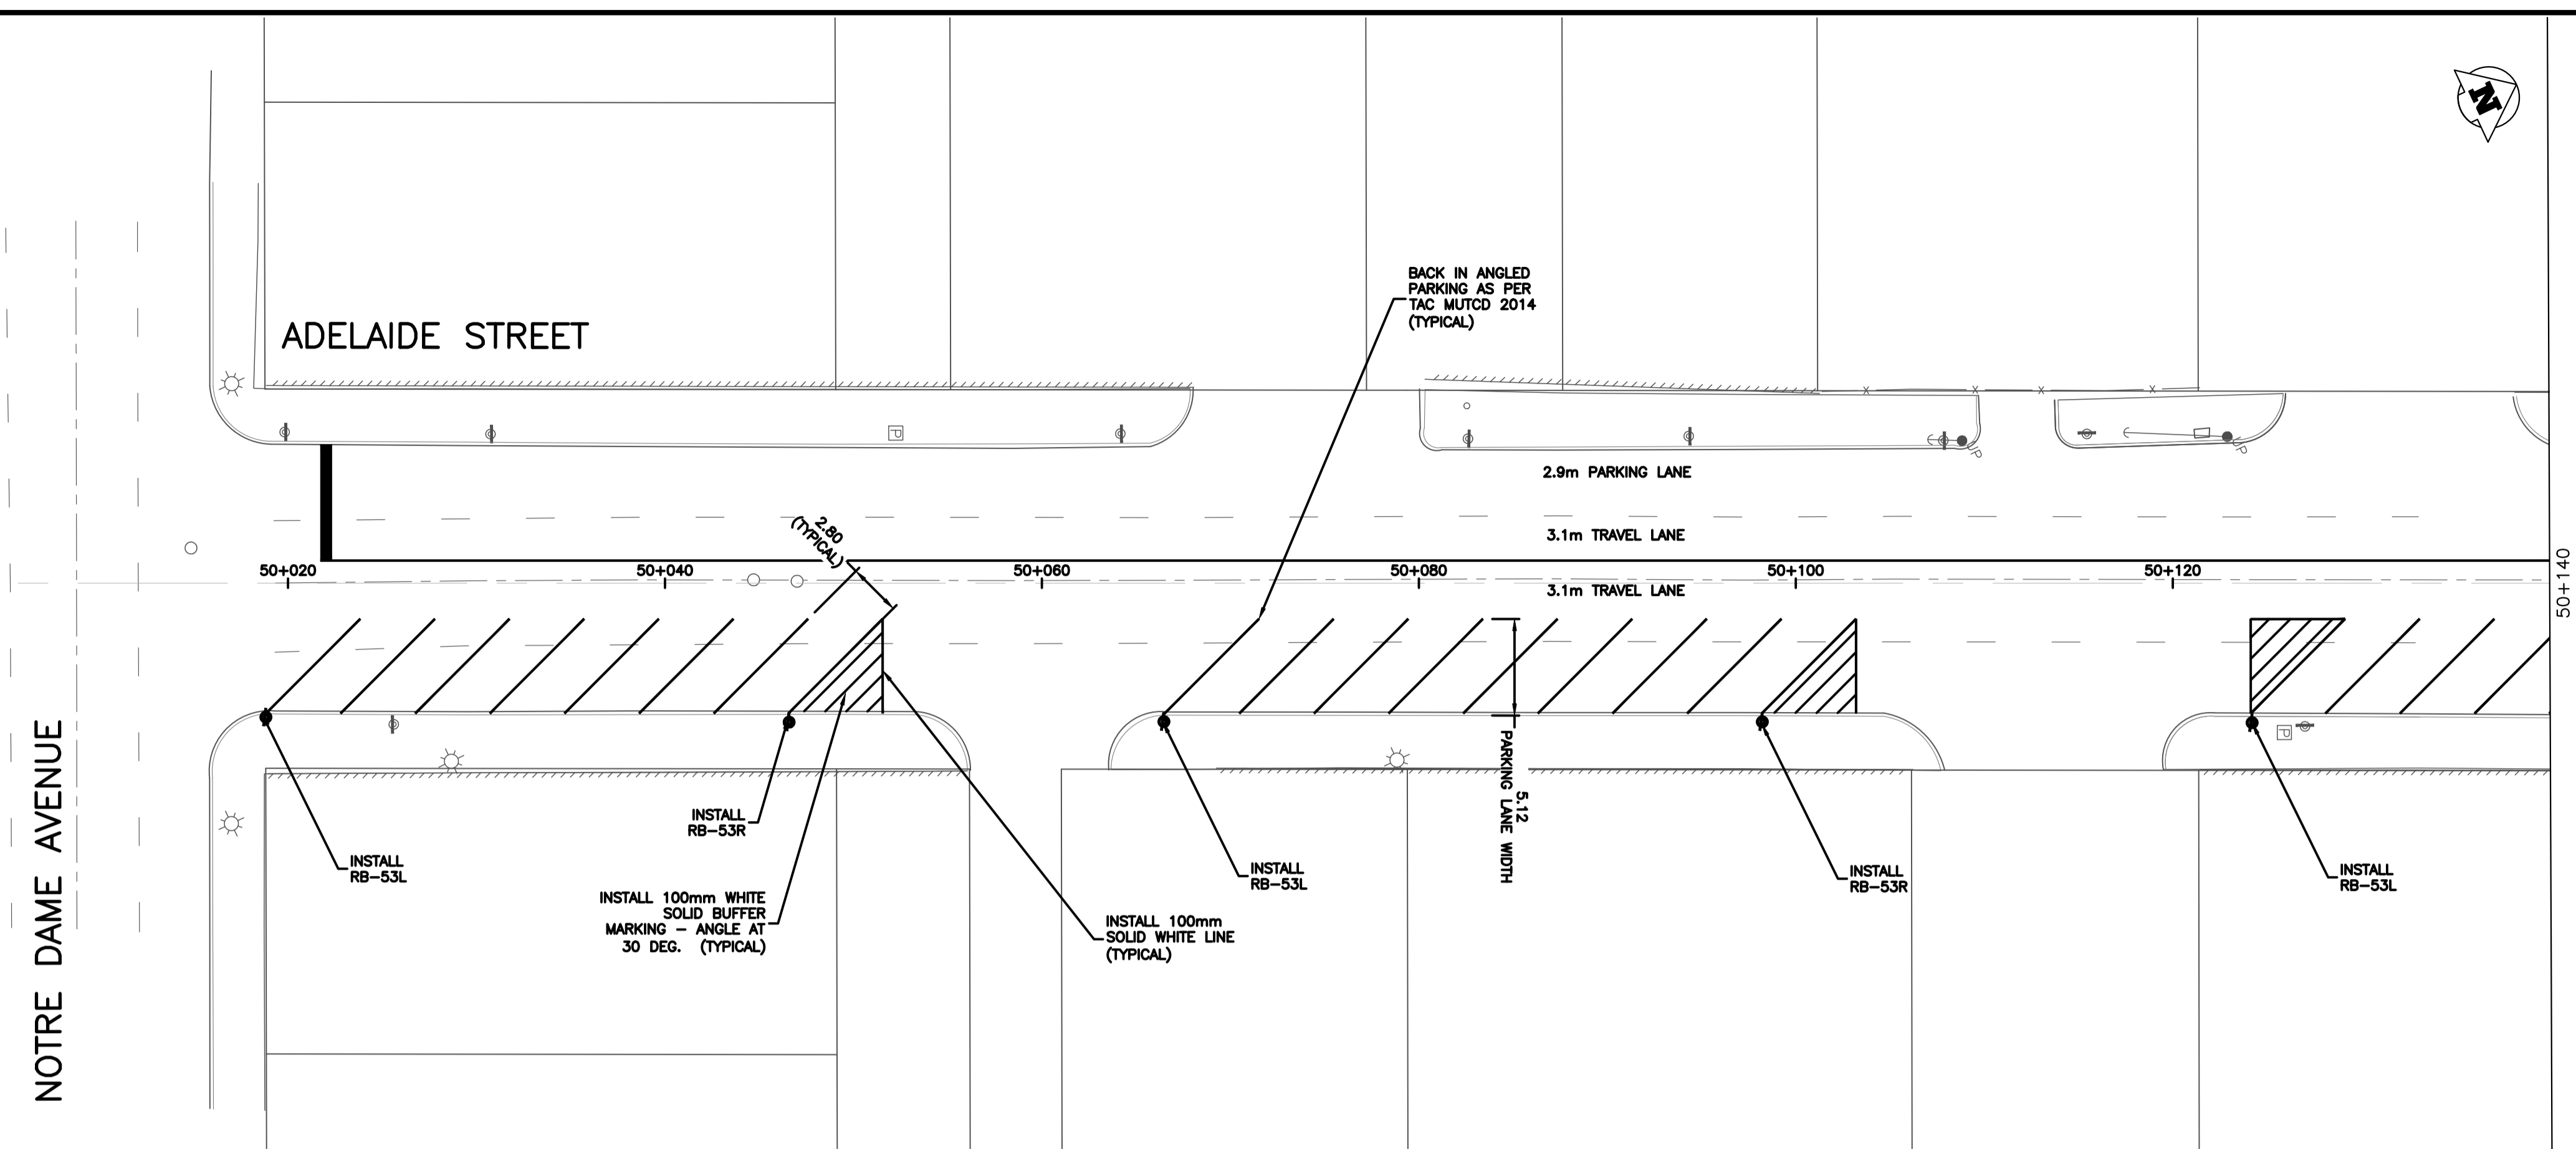 N
BACK IN ANGLED
PARKING AS PER
TAC MUTCD 2014
(TYPICAL)
ADELAIDE STREET
P
UP
UP
2.9m PARKING LANE
2.80
(TYPICAL)
3.1m TRAVEL LANE
50+020
50+040
50+060
50+080
50+100
50+120
50+140
3.1m TRAVEL LANE
P
5.12
PARKING LANE WIDTH
NOTRE DAME AVENUE
INSTALL
RB-53L
INSTALL
RB-53R
INSTALL 100mm WHITE
SOLID BUFFER
MARKING - ANGLE AT
30 DEG. (TYPICAL)
INSTALL 100mm
SOLID WHITE LINE
(TYPICAL)
INSTALL
RB-53L
INSTALL
RB-53R
INSTALL
RB-53L